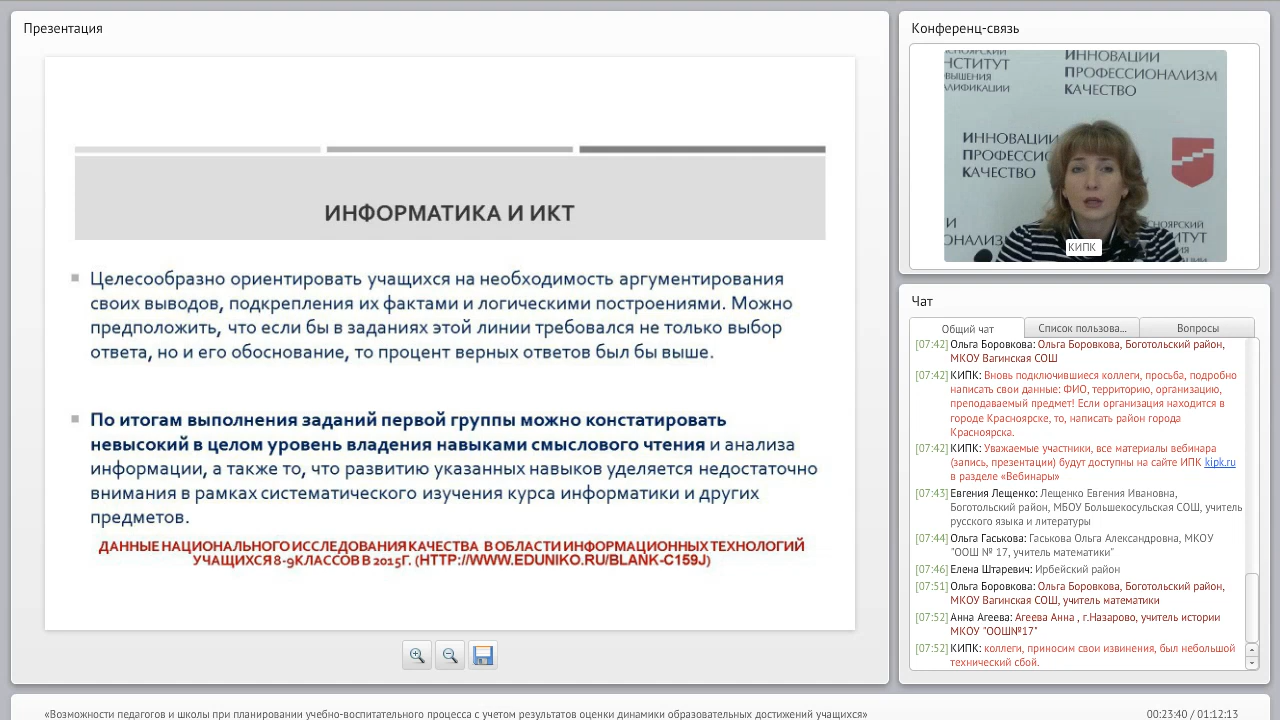 Презентация
ИНФОРМАТИКА И ИКТ
Целесообразно ориентировать учащихся на необходимость аргументирования
своих выводов, подкрепления их фактами и логическими построениями. Можно
предположить, что если бы в заданиях этой линии требовался не только выбор
ответа, но и его обоснование, то процент верных ответов был бы выше.
По итогам выполнения заданий первой группы можно констатировать
невысокий в целом уровень владения навыками смыслового чтения и анализа
информации, а также то, что развитию указанных навыков уделяется недостаточно
внимания в рамках систематического изучения курса информатики и других
предметов.
ДАННЫЕ НАЦИОНАЛЬНОГО ИССЛЕДОВАНИЯ КАЧЕСТВА В ОБЛАСТИ ИНФОРМАЦИОННЫХ ТЕХНОЛОГИЙ
УЧАЩИХСЯ 8-9КЛАССОВ В 2015Г. (HTTP://WWW.EDUNIKO.RU/BLANK-C159J)
Конференц-связь
НСТИТУТ
ИННОВАЦИИ
ПРОФЕССИОНАЛИЗМ
КАЧЕСТВО
ИННОВАЦИИ
ПРОФЕССИО
КАЧЕСТВО
КИПК
Чат
Общий чат
Список пользова...
Вопросы
[07:42] Ольга Боровкова: Ольга Боровкова, Боготольский район,
МКОУ Вагинская СОШ
[07:42] КИПК: Вновь подключившиеся коллеги, просьба, подробно
написать свои данные: ФИО, территорию, организацию,
преподаваемый предмет! Если организация находится в
городе Красноярске, то, написать район города
Красноярска.
[07:42] КИПК: Уважаемые участники, все материалы вебинара
(запись, презентации) будут доступны на сайте ИПК kipk.ru
в разделе «Вебинары»
[07:43] Евгения Лещенко: Лещенко Евгения Ивановна,
Боготольский район, МБОУ Большекосульская СОШ, учитель
русского языка и литературы
[07:44] Ольга Гаськова: Гаськова Ольга Александровна, МКОУ
"ООШ № 17, учитель математики"
[07:46] Елена Штаревич: Ирбейский район
[07:51] Ольга Боровкова: Ольга Боровкова, Боготольский район,
МКОУ Вагинская СОШ, учитель математики
[07:52] Анна Агеева: Агеева Анна , г.Назарово, учитель истории
МКОУ "ООШ№17"
[07:52] КИПК: коллеги, приносим свои извинения, был небольшой
технический сбой.
«Возможности педагогов и школы при планировании учебно-воспитательного процесса с учетом результатов оценки динамики образовательных достижений учащихся»
00:23:40 / 01:12:13